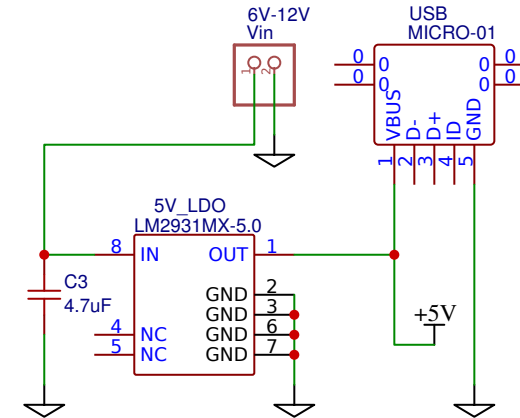 6V-12V
Vin
1 2
USB
MICRO-01
0 0 0 0
0 0 0 0
VBUS D- D+ ID GND
1 2 3 4 5
5V_LDO
LM2931MX-5.0
8 IN OUT 1
GND 2
GND 3
4 NC GND 6
5 NC GND 7
C3
4.7uF
+5V